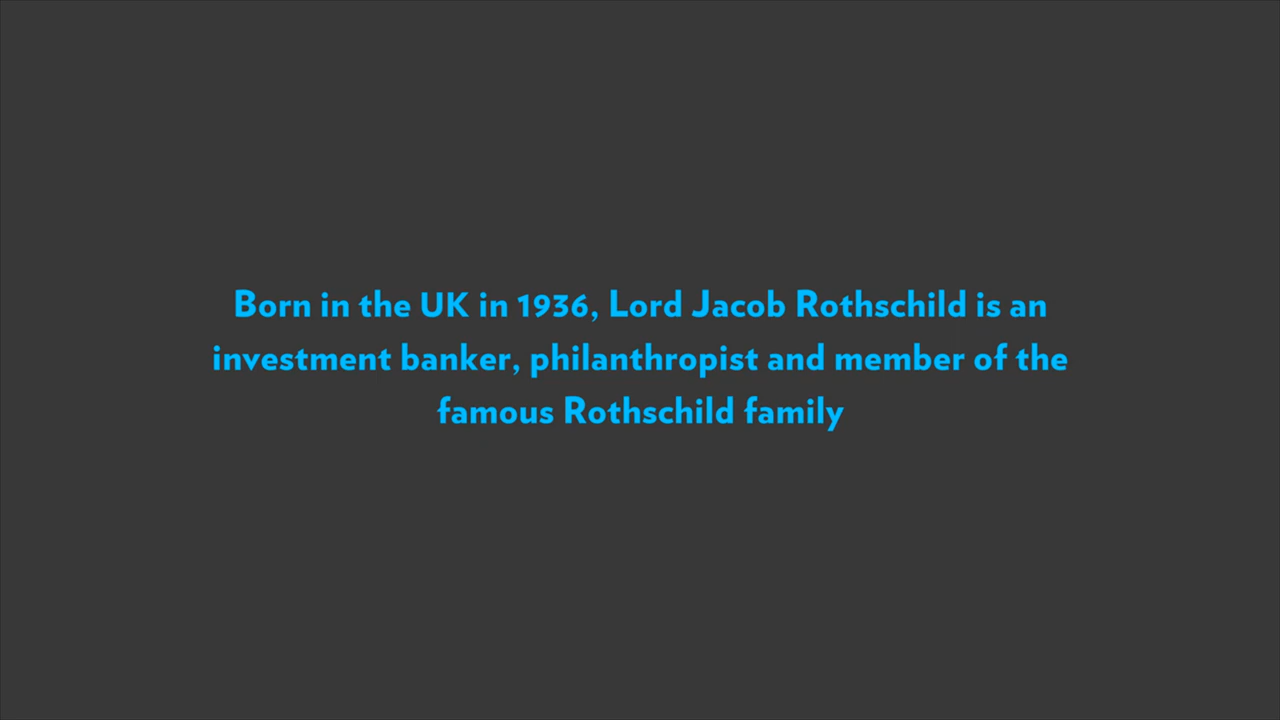 Born in the UK in 1936, Lord Jacob Rothschild is an
investment banker, philanthropist and member of the
famous Rothschild family